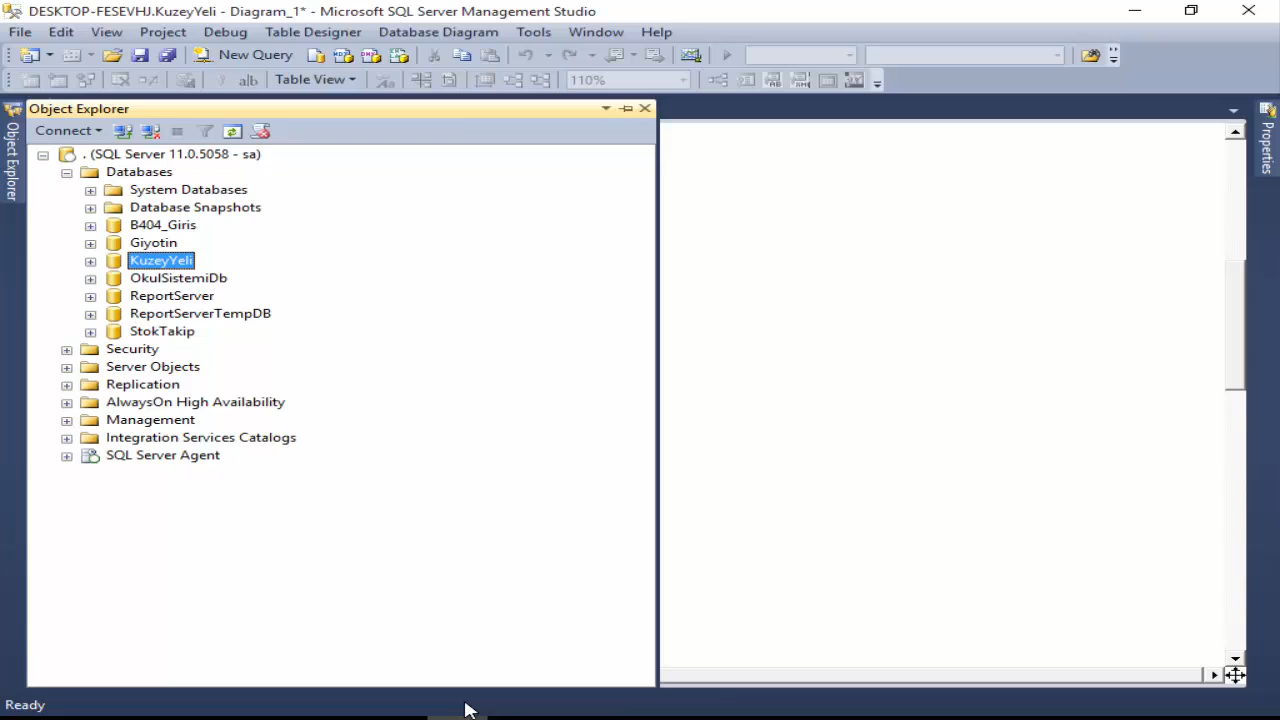 DESKTOP-FESEVHJ.KuzeyYeli - Diagram_1* - Microsoft SQL Server Management Studio
File Edit View Project Debug Table Designer Database Diagram Tools Window Help
New Query
Table View 110%
Object Explorer
Connect
. (SQL Server 11.0.5058 - sa)
Databases
System Databases
Database Snapshots
B404_Giris
Giyotin
KuzeyYeli
OkulSistemiDb
ReportServer
ReportServerTempDB
StokTakip
Security
Server Objects
Replication
AlwaysOn High Availability
Management
Integration Services Catalogs
SQL Server Agent
Object Explorer
Properties
Ready